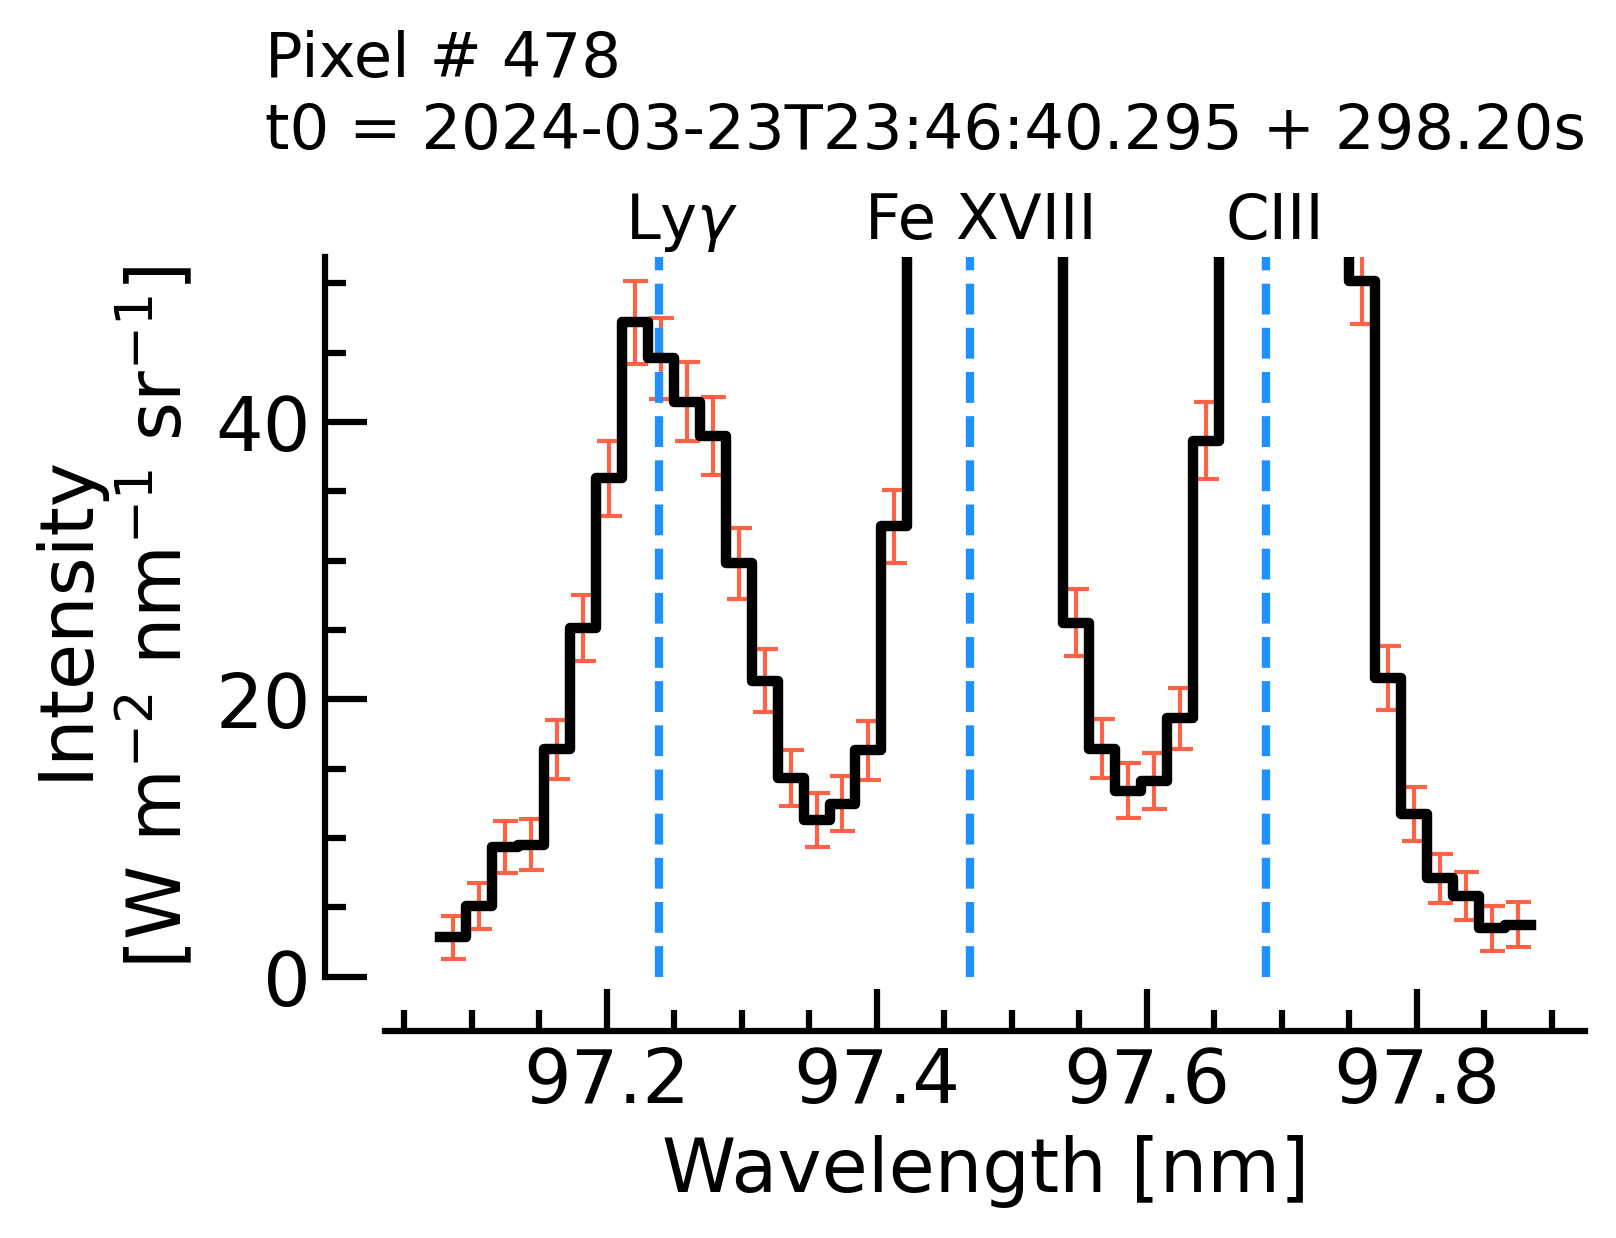 Pixel # 478
t0 = 2024-03-23T23:46:40.295 + 298.20s
Lyγ Fe XVIII CIII
Intensity
[W m⁻² nm⁻¹ sr⁻¹]
40
20
0
97.2 97.4 97.6 97.8
Wavelength [nm]